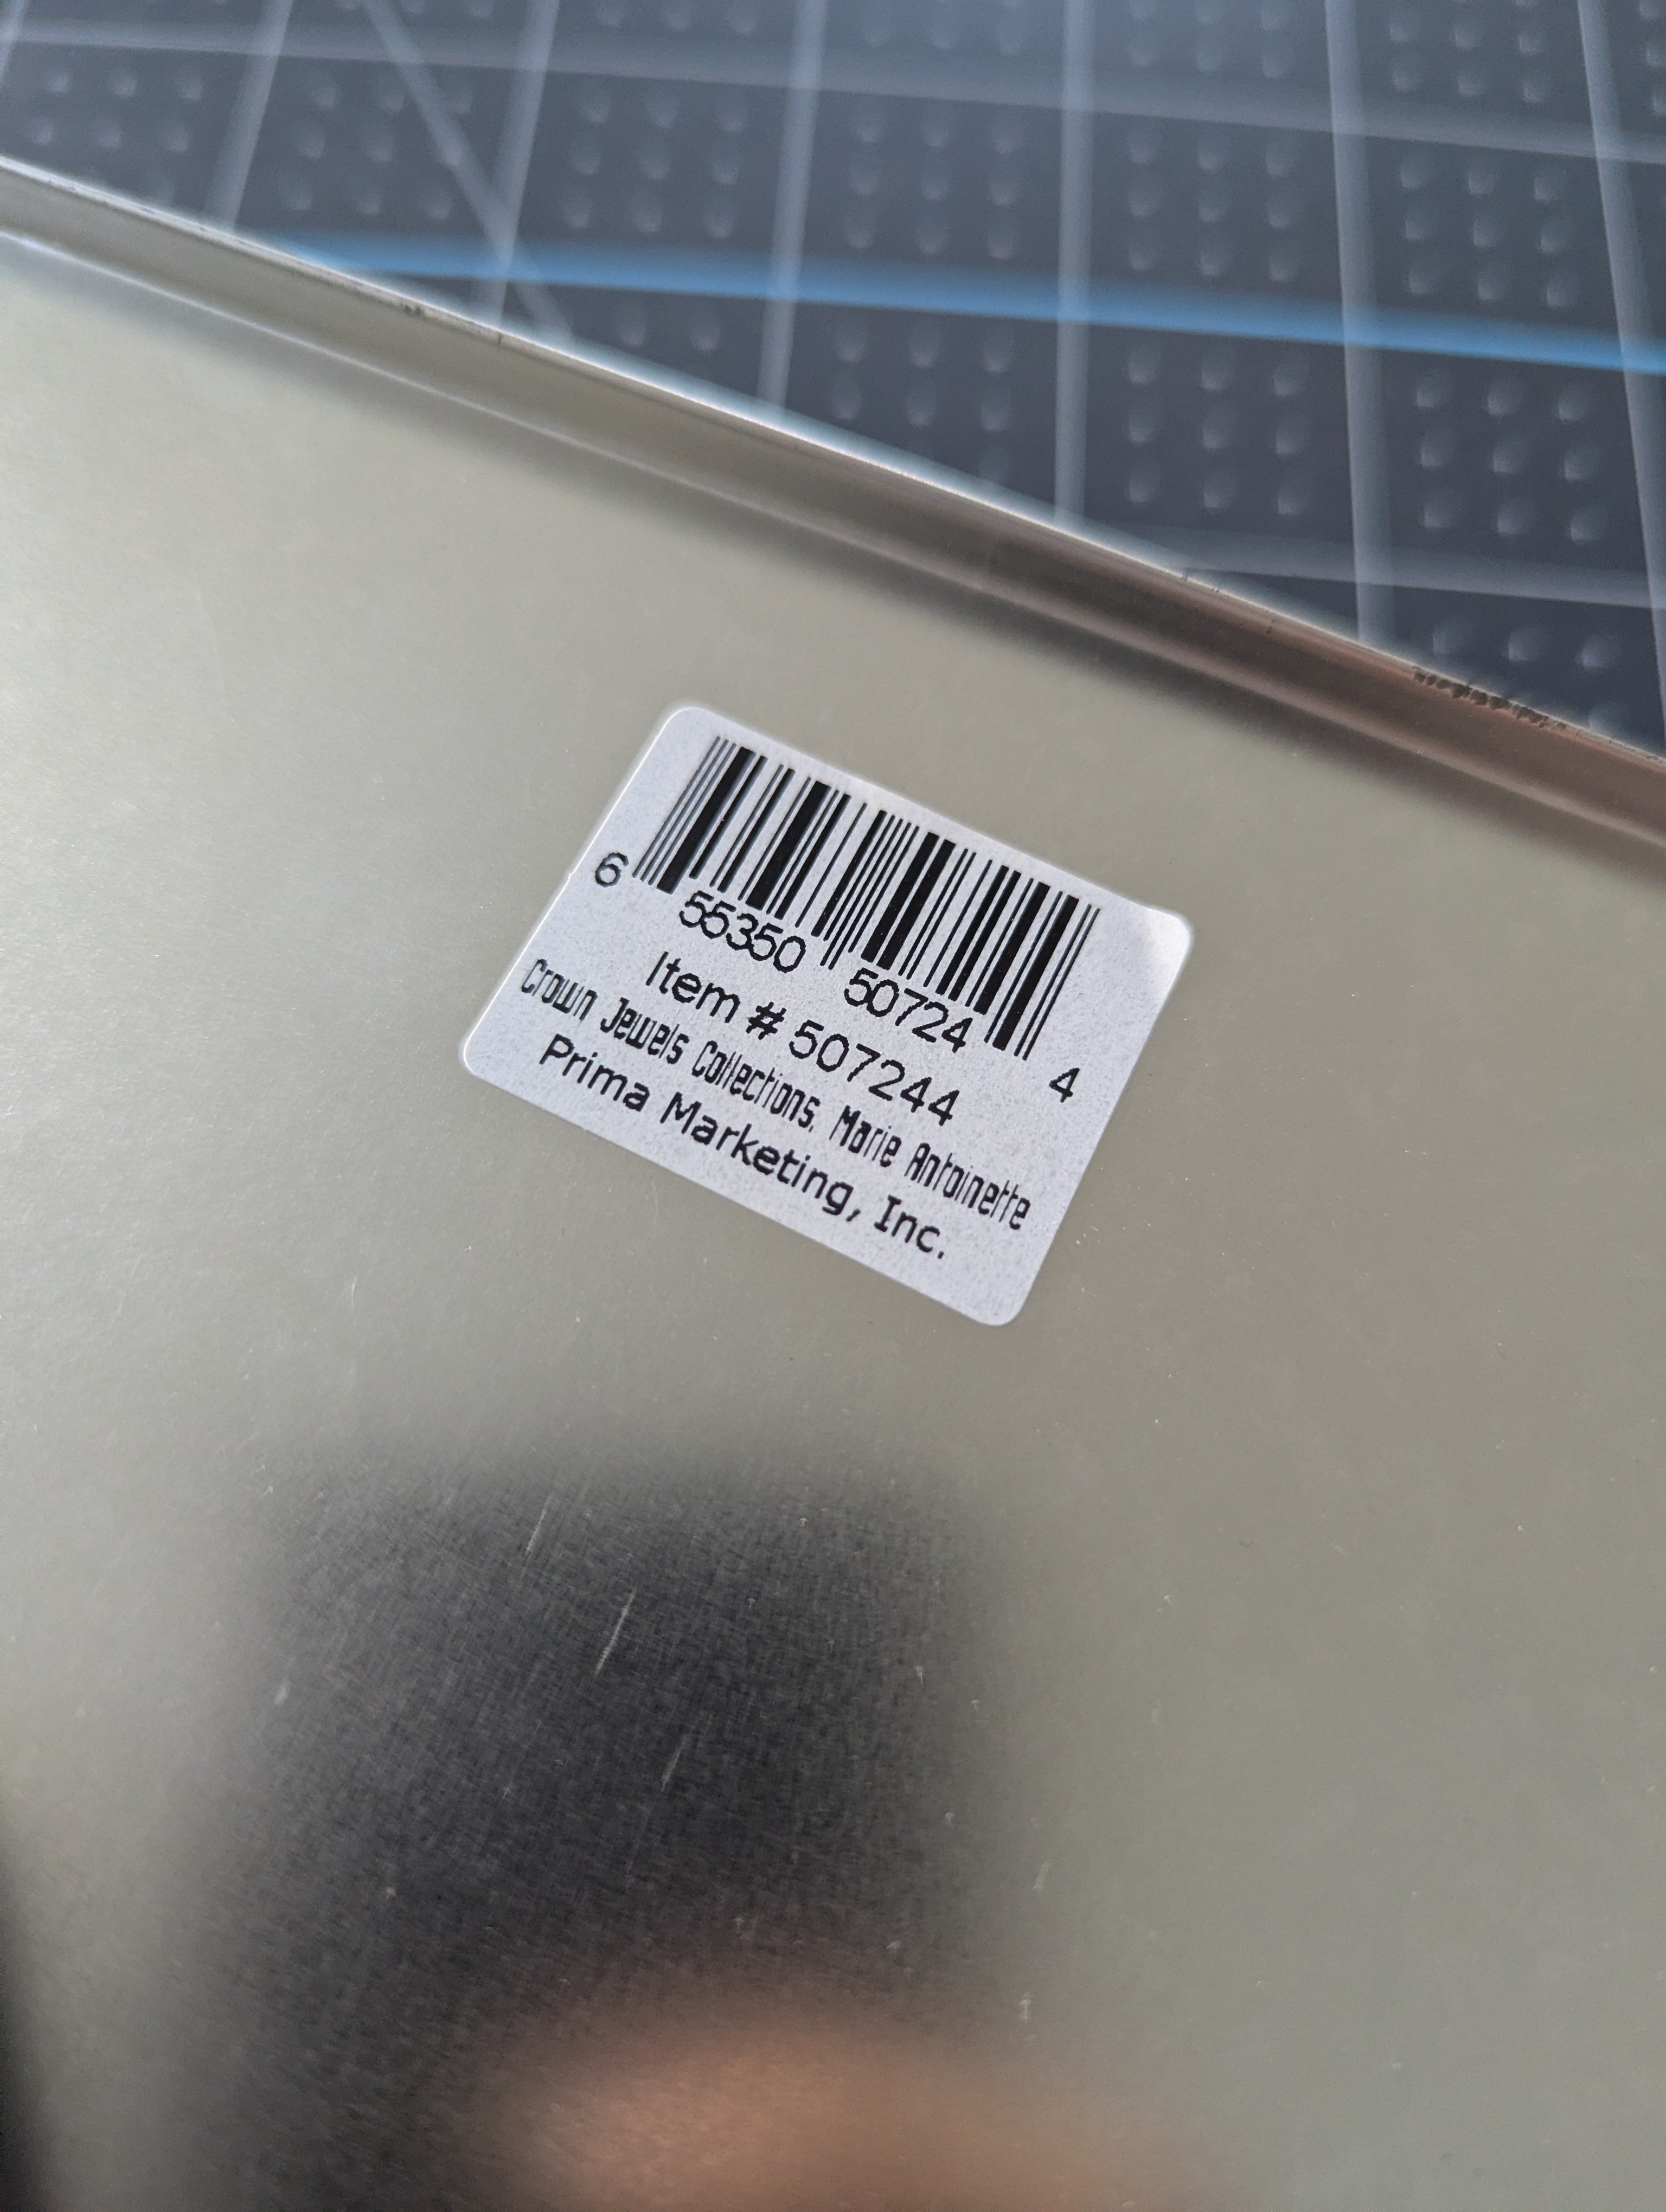 6 55350 50724 4
Item # 507244
Crown Jewels Collections, Marie Antoinette
Prima Marketing, Inc.